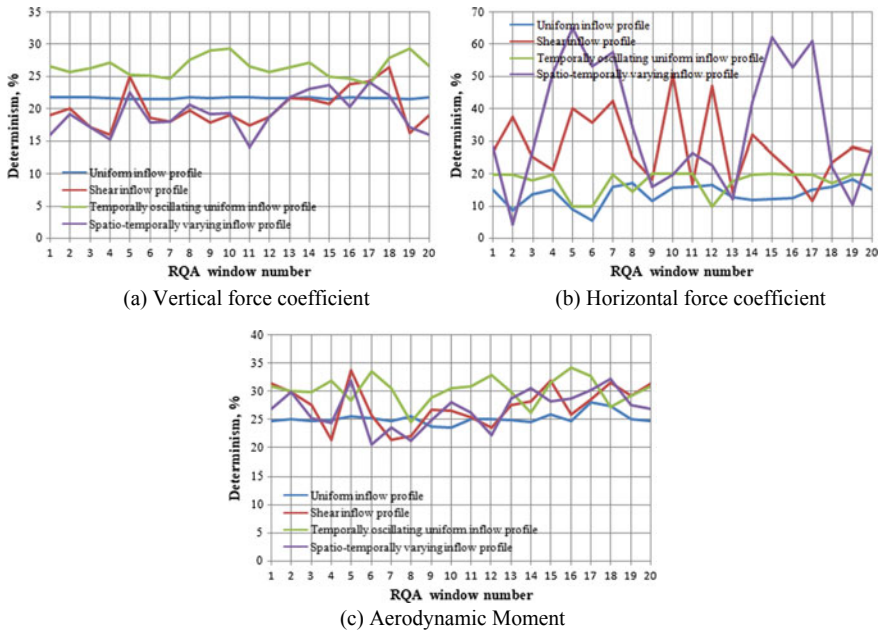 35
30
25
20
15
10
5
0
Determinism, %
Uniform inflow profile
Shear inflow profile
Temporally oscillating uniform inflow profile
Spatio-temporally varying inflow profile
1 2 3 4 5 6 7 8 9 10 11 12 13 14 15 16 17 18 19 20
RQA window number
(a) Vertical force coefficient
70
60
50
40
30
20
10
0
Determinism, %
Uniform inflow profile
Shear inflow profile
Temporally oscillating uniform inflow profile
Spatio-temporally varying inflow profile
1 2 3 4 5 6 7 8 9 10 11 12 13 14 15 16 17 18 19 20
RQA window number
(b) Horizontal force coefficient
40
35
30
25
20
15
10
5
0
Determinism, %
Uniform inflow profile
Shear inflow profile
Temporally oscillating uniform inflow profile
Spatio-temporally varying inflow profile
1 2 3 4 5 6 7 8 9 10 11 12 13 14 15 16 17 18 19 20
RQA window number
(c) Aerodynamic Moment